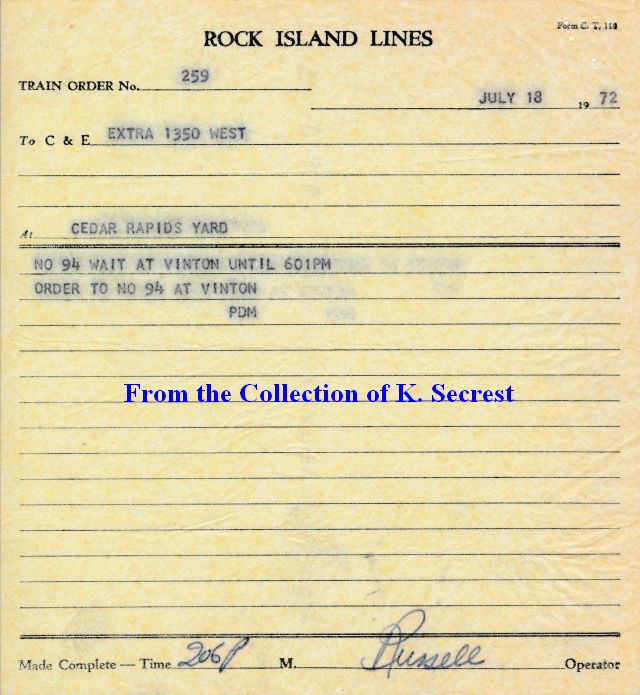 Form C. T. 110
ROCK ISLAND LINES
TRAIN ORDER No. 259
JULY 18 1972
To C & E EXTRA 1350 WEST
At CEDAR RAPIDS YARD
NO 94 WAIT AT VINTON UNTIL 601PM
ORDER TO NO 94 AT VINTON
PDM
From the Collection of K. Secrest
Made Complete — Time 206P M. Russell Operator